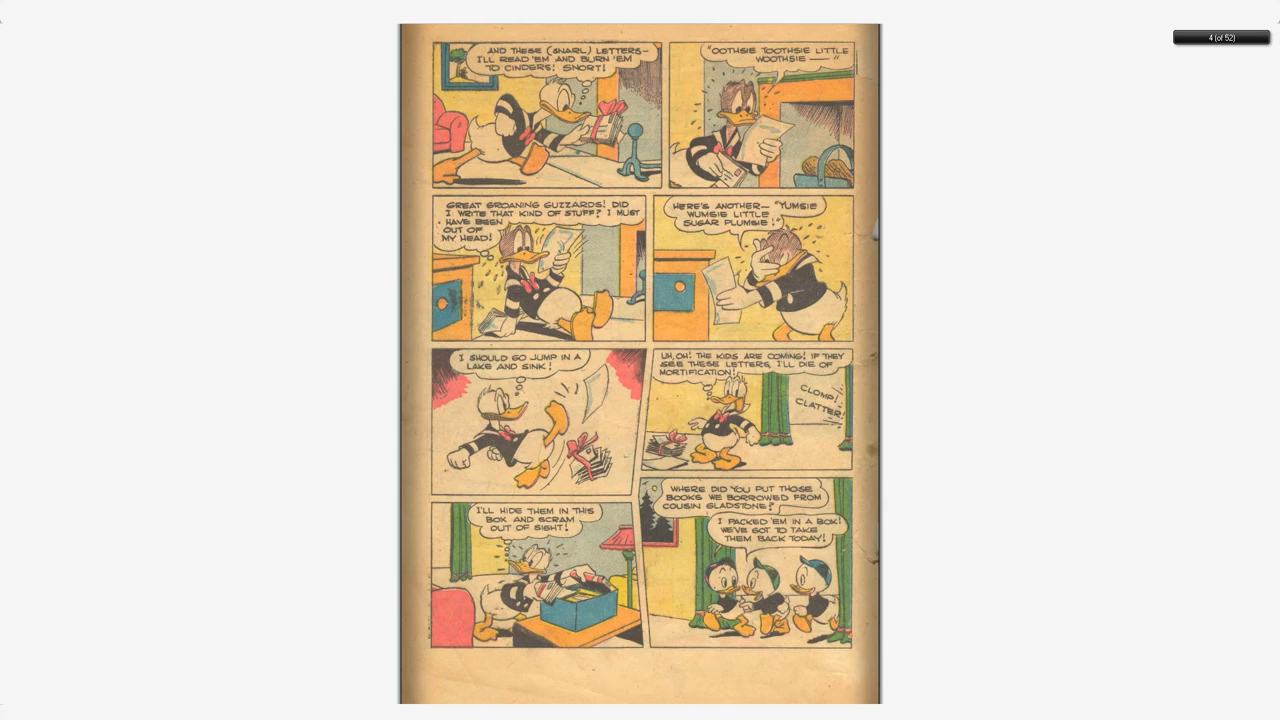 4 (of 52)
AND THESE (SNARL) LETTERS—
I'LL READ 'EM AND BURN 'EM
TO CINDERS! SNORT!
"OOTHSIE TOOTHSIE LITTLE
WOOTHSIE —— "
GREAT GROANING GUZZARDS! DID
I WRITE THAT KIND OF STUFF? I MUST
HAVE BEEN
OUT OF
MY HEAD!
HERE'S ANOTHER— "YUMSIE
WUMSIE LITTLE
SUGAR PLUMSIE!"
I SHOULD GO JUMP IN A
LAKE AND SINK!
UH, OH! THE KIDS ARE COMING! IF THEY
SEE THESE LETTERS, I'LL DIE OF
MORTIFICATION!
CLOMP!
CLATTER!
I'LL HIDE THEM IN THIS
BOX AND SCRAM
OUT OF SIGHT!
WHERE DID YOU PUT THOSE
BOOKS WE BORROWED FROM
COUSIN GLADSTONE?
I PACKED 'EM IN A BOX!
WE'VE GOT TO TAKE
THEM BACK TODAY!